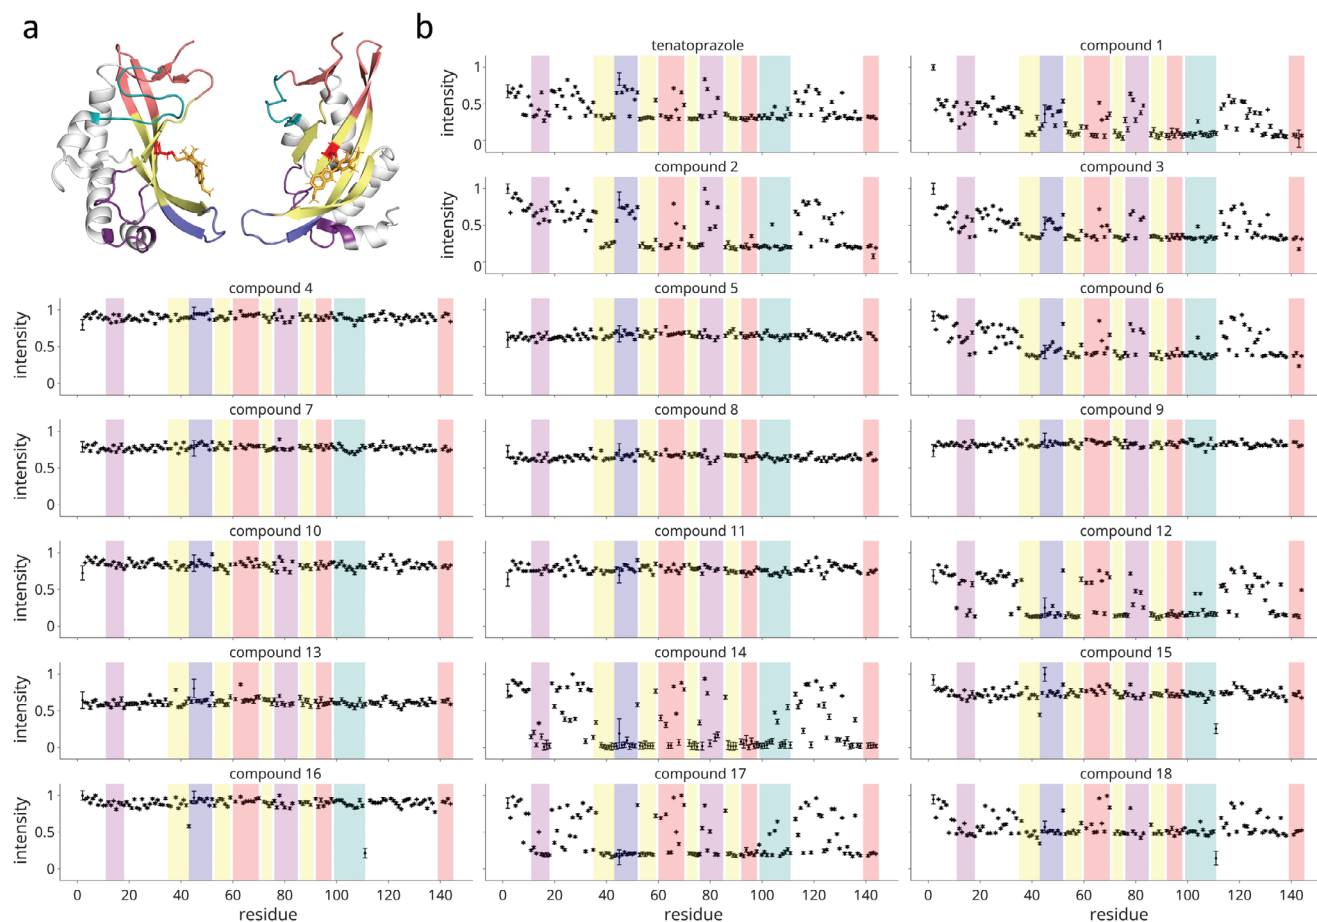 a
b
tenatoprazole
compound 1
intensity
1
0.5
0
compound 2
compound 3
intensity
1
0.5
0
compound 4
compound 5
compound 6
intensity
1
0.5
0
compound 7
compound 8
compound 9
intensity
1
0.5
0
compound 10
compound 11
compound 12
intensity
1
0.5
0
compound 13
compound 14
compound 15
intensity
1
0.5
0
compound 16
compound 17
compound 18
intensity
1
0.5
0
0 20 40 60 80 100 120 140
0 20 40 60 80 100 120 140
0 20 40 60 80 100 120 140
residue
residue
residue